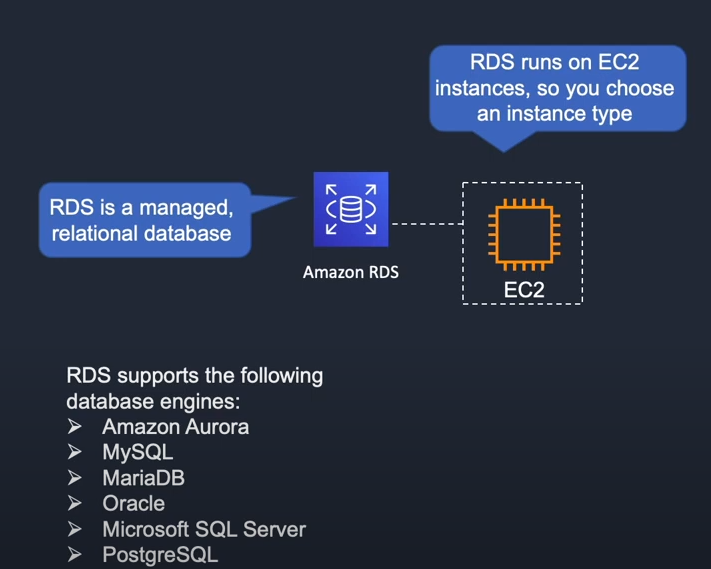 RDS runs on EC2
instances, so you choose
an instance type
RDS is a managed,
relational database
Amazon RDS
EC2
RDS supports the following
database engines:
➢ Amazon Aurora
➢ MySQL
➢ MariaDB
➢ Oracle
➢ Microsoft SQL Server
➢ PostgreSQL